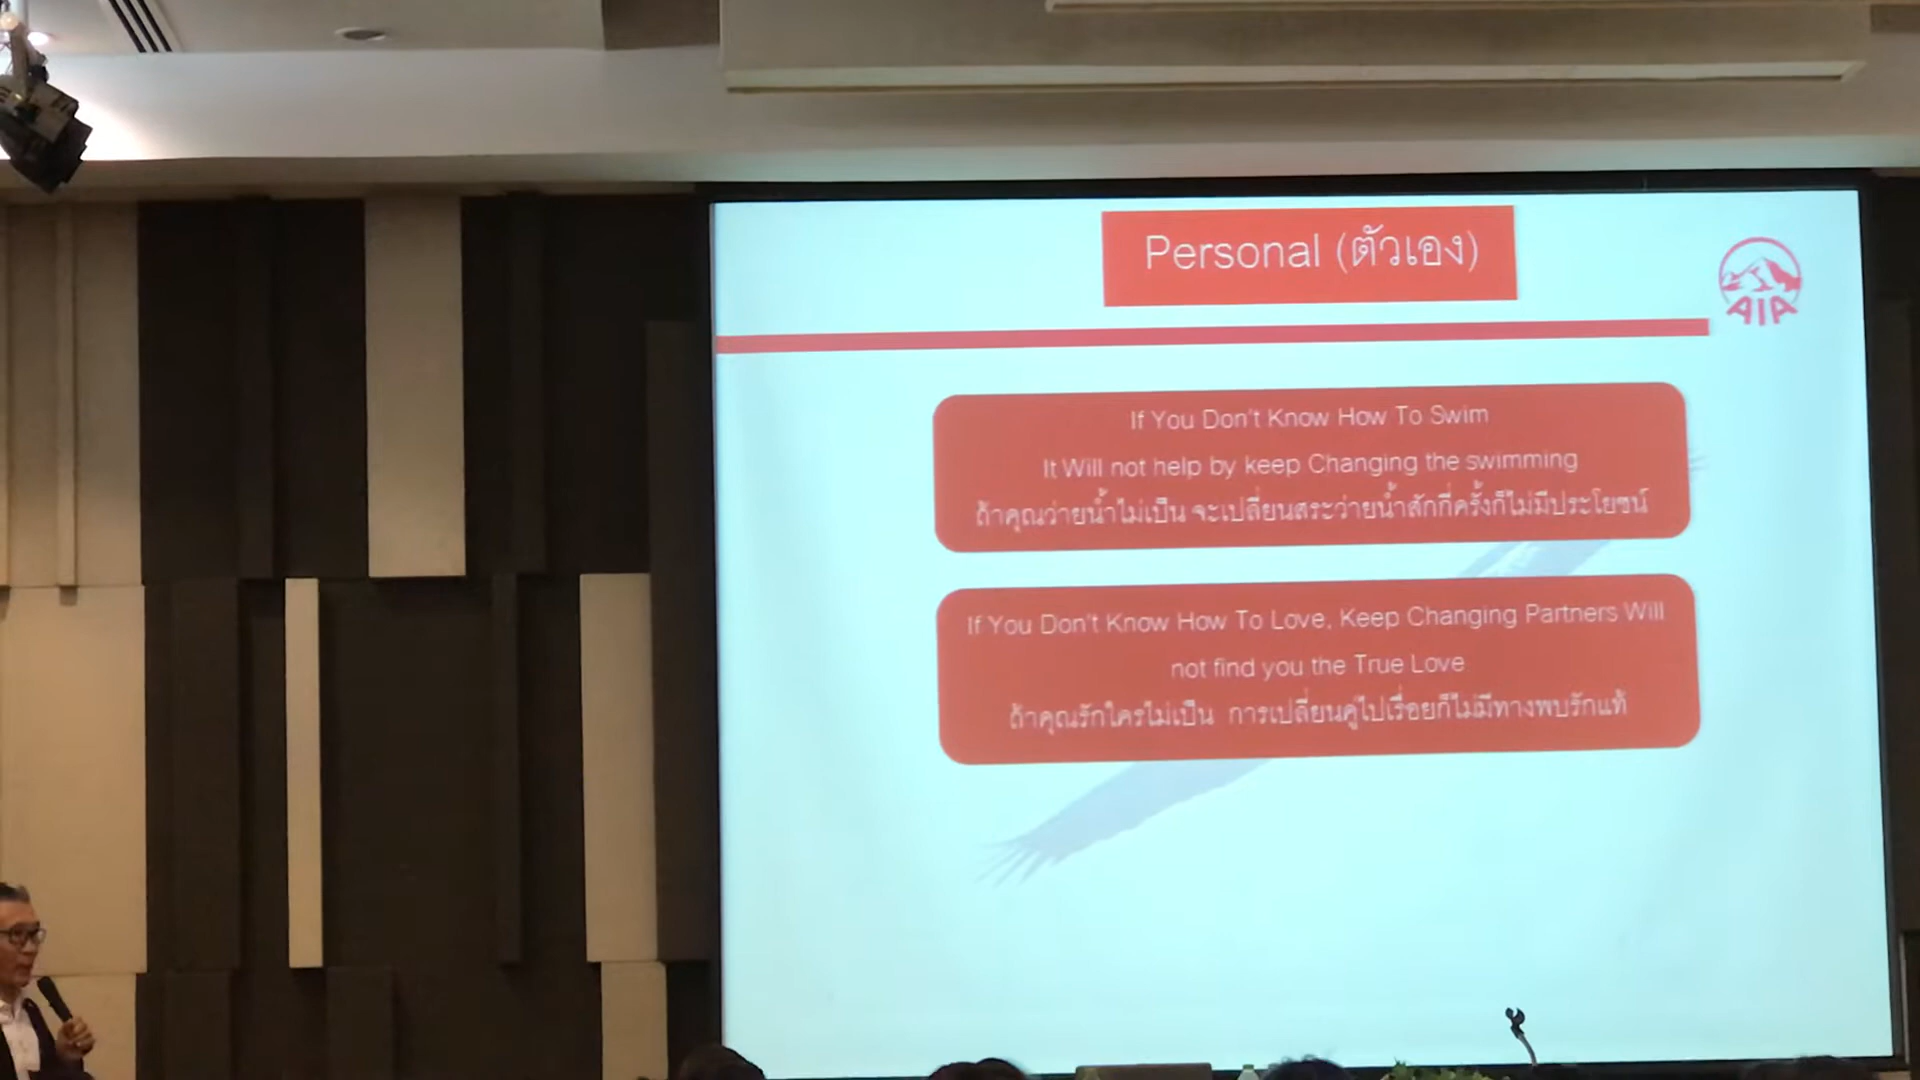 Personal (ตัวเอง)
AIA
If You Don't Know How To Swim
It Will not help by keep Changing the swimming
ถ้าคุณว่ายน้ำไม่เป็น จะเปลี่ยนสระว่ายน้ำสักกี่ครั้งก็ไม่มีประโยชน์
If You Don't Know How To Love, Keep Changing Partners Will
not find you the True Love
ถ้าคุณรักใครไม่เป็น การเปลี่ยนคู่ไปเรื่อยก็ไม่มีทางพบรักแท้